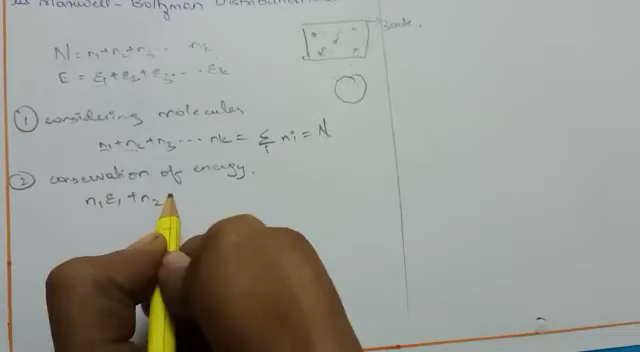 Maxwell-Boltzman Distribution
N = n₁+n₂+n₃... nₖ
E = ε₁+ε₂+ε₃.... εₖ
① considering molecules
n₁+n₂+n₃... nₖ = Σᵢ nᵢ = N
② conservation of energy.
n₁ε₁+n₂